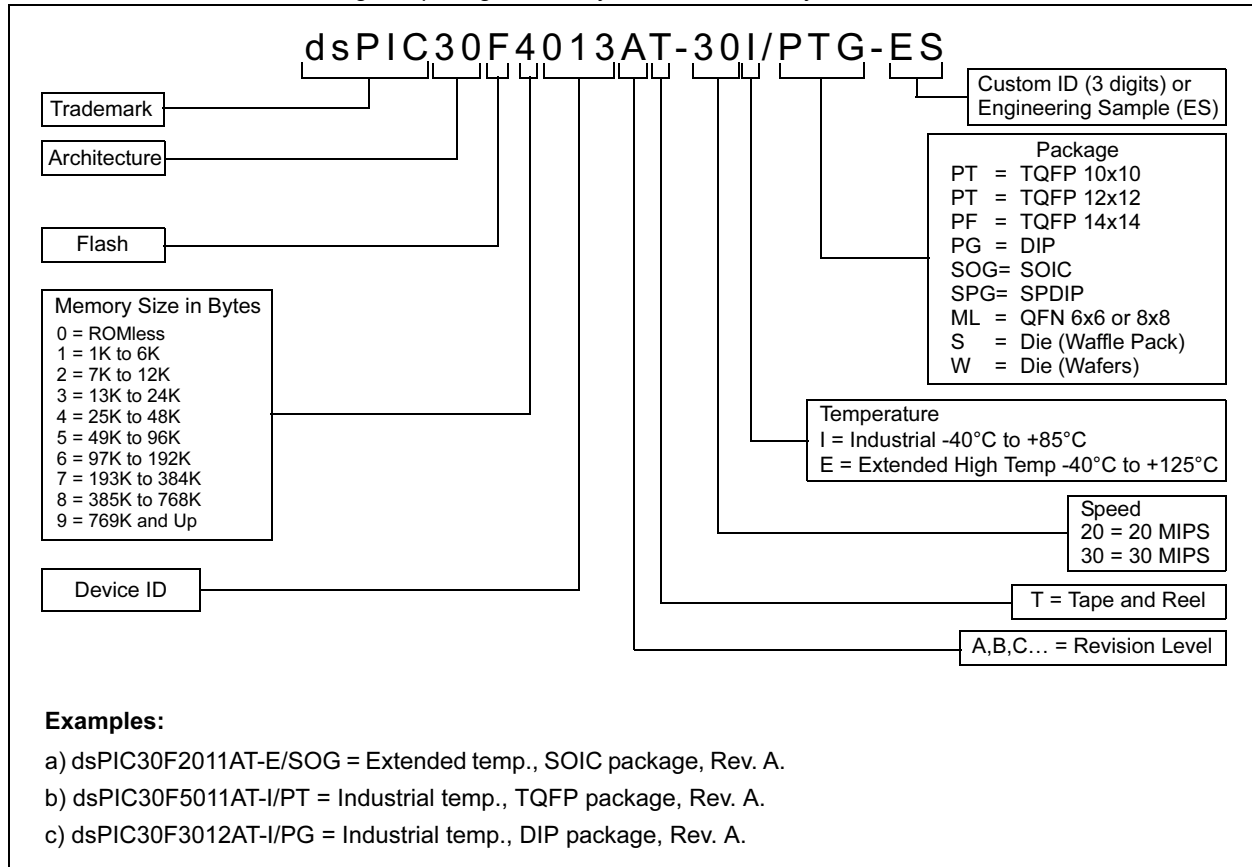 dsPIC30F4013AT-30I/PTG-ES
Custom ID (3 digits) or
Engineering Sample (ES)
Trademark
Architecture
Flash
Package
PT = TQFP 10x10
PT = TQFP 12x12
PF = TQFP 14x14
PG = DIP
SOG= SOIC
SPG= SPDIP
ML = QFN 6x6 or 8x8
S = Die (Waffle Pack)
W = Die (Wafers)
Memory Size in Bytes
0 = ROMless
1 = 1K to 6K
2 = 7K to 12K
3 = 13K to 24K
4 = 25K to 48K
5 = 49K to 96K
6 = 97K to 192K
7 = 193K to 384K
8 = 385K to 768K
9 = 769K and Up
Temperature
I = Industrial -40°C to +85°C
E = Extended High Temp -40°C to +125°C
Speed
20 = 20 MIPS
30 = 30 MIPS
Device ID
T = Tape and Reel
A,B,C… = Revision Level
Examples:
a) dsPIC30F2011AT-E/SOG = Extended temp., SOIC package, Rev. A.
b) dsPIC30F5011AT-I/PT = Industrial temp., TQFP package, Rev. A.
c) dsPIC30F3012AT-I/PG = Industrial temp., DIP package, Rev. A.